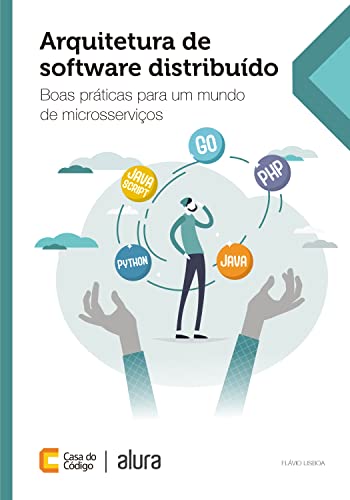 Arquitetura de
software distribuído
Boas práticas para um mundo
de microsserviços
GO
JAVA
SCRIPT
PHP
PYTHON
JAVA
Casa do
Código
alura
FLÁVIO LISBOA